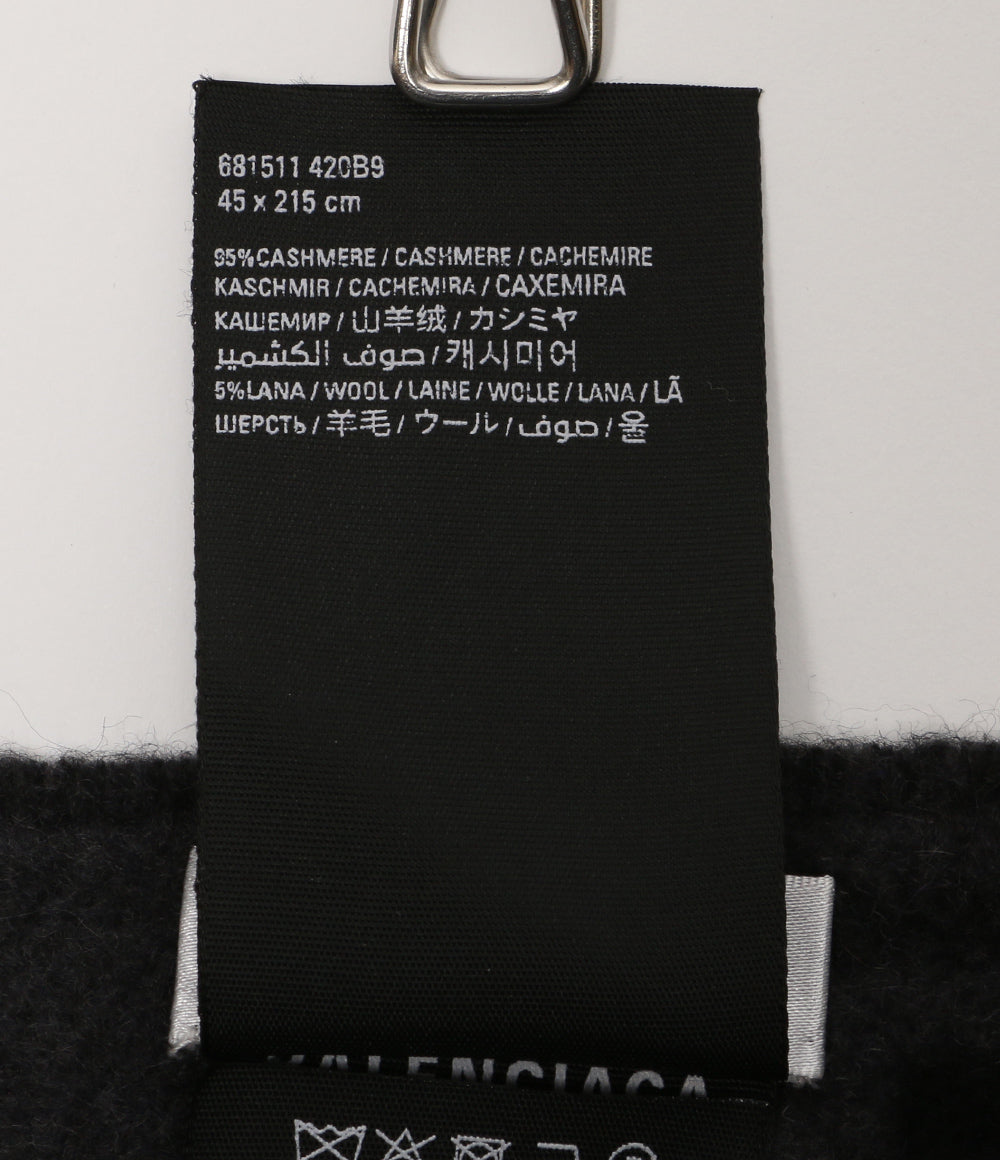 681511 420B9
45 x 215 cm
95%CASHMERE / CASHMERE / CACHEMIRE
KASCHMIR / CACHEMIRA / CAXEMIRA
КАШЕМИР / 山羊绒 / カシミヤ
صوف الكشمير / 캐시미어
5%LANA / WOOL / LAINE / WOLLE / LANA / LÃ
ШЕРСТЬ / 羊毛 / ウール / صوف / 울